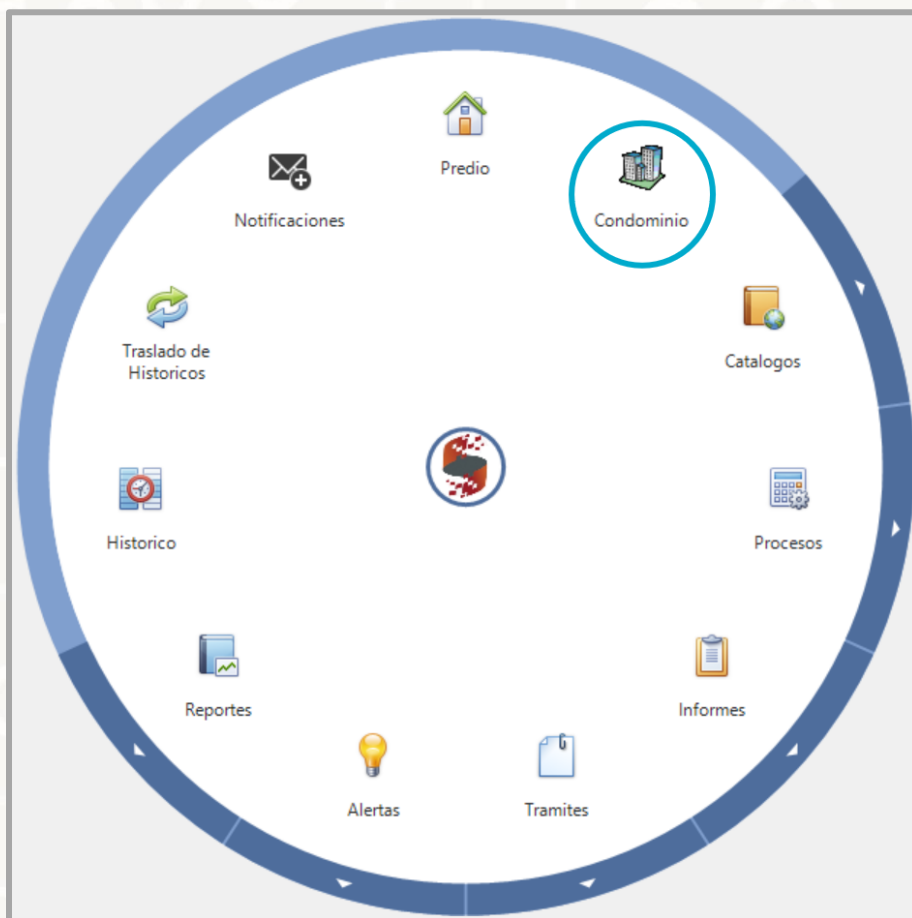 Predio
Condominio
Notificaciones
Traslado de
Historicos
Catalogos
Historico
Procesos
Reportes
Informes
Alertas
Tramites